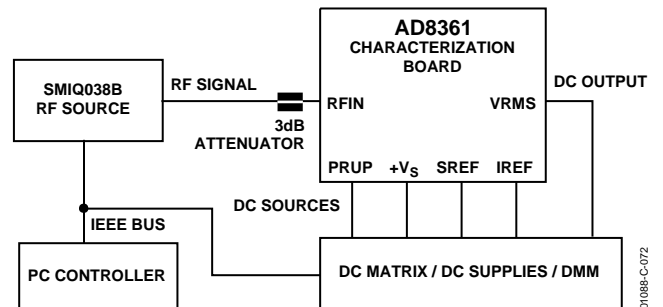 AD8361
CHARACTERIZATION
BOARD
SMIQ038B
RF SOURCE
RF SIGNAL
3dB
ATTENUATOR
RFIN
VRMS
DC OUTPUT
PRUP
+VS
SREF
IREF
DC SOURCES
IEEE BUS
PC CONTROLLER
DC MATRIX / DC SUPPLIES / DMM
01088-C-072